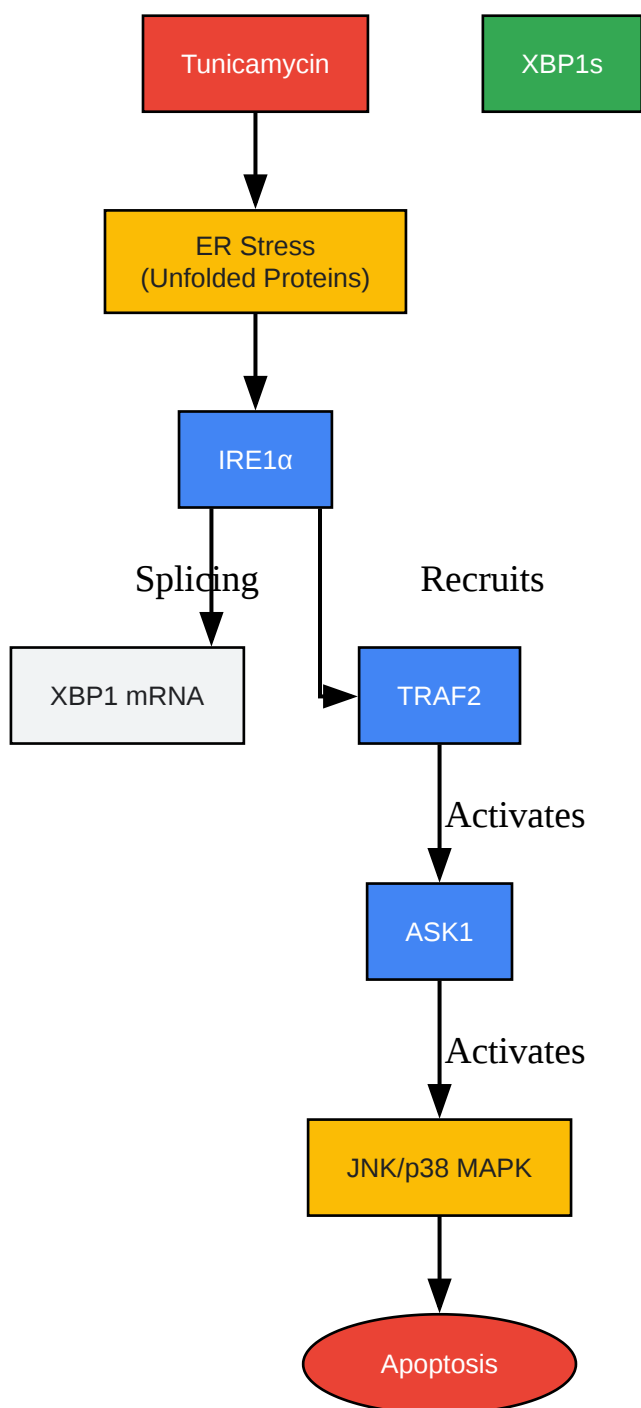 Tunicamycin
XBP1s
ER Stress
(Unfolded Proteins)
IRE1α
Splicing
Recruits
XBP1 mRNA
TRAF2
Activates
ASK1
Activates
JNK/p38 MAPK
Apoptosis